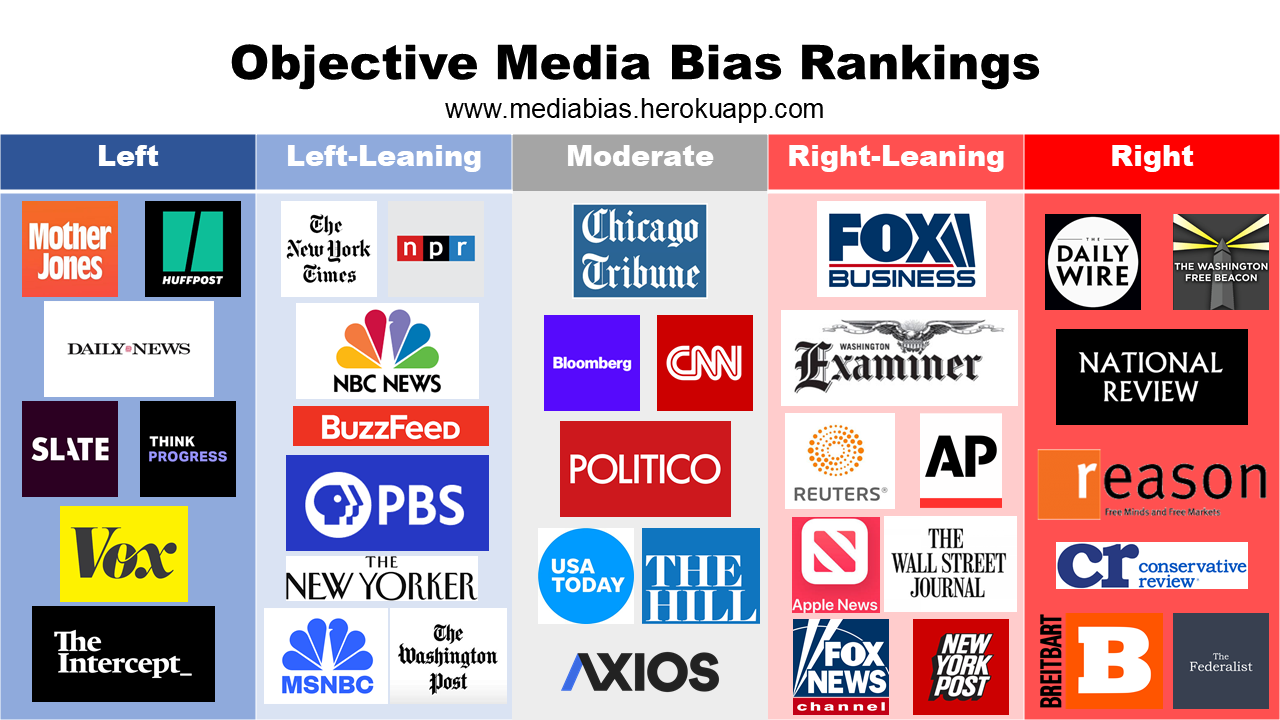 Objective Media Bias Rankings
www.mediabias.herokuapp.com
Left
Left-Leaning
Moderate
Right-Leaning
Right
Mother
Jones
HUFFPOST
DAILY NEWS
SLATE
THINK
PROGRESS
Vox
The
Intercept_
The
New York
Times
npr
NBC NEWS
BuzzFeed
PBS
THE
NEW YORKER
MSNBC
The
Washington
Post
Chicago
Tribune
Bloomberg
CNN
POLITICO
USA
TODAY
THE
HILL
AXIOS
FOX
BUSINESS
WASHINGTON
Examiner
REUTERS®
AP
Apple News
THE
WALL STREET
JOURNAL
FOX
NEWS
channel
NEW
YORK
POST
THE
DAILY
WIRE
THE WASHINGTON
FREE BEACON
NATIONAL
REVIEW
reason
Free Minds and Free Markets
cr conservative
review
BREITBART
B
The
Federalist